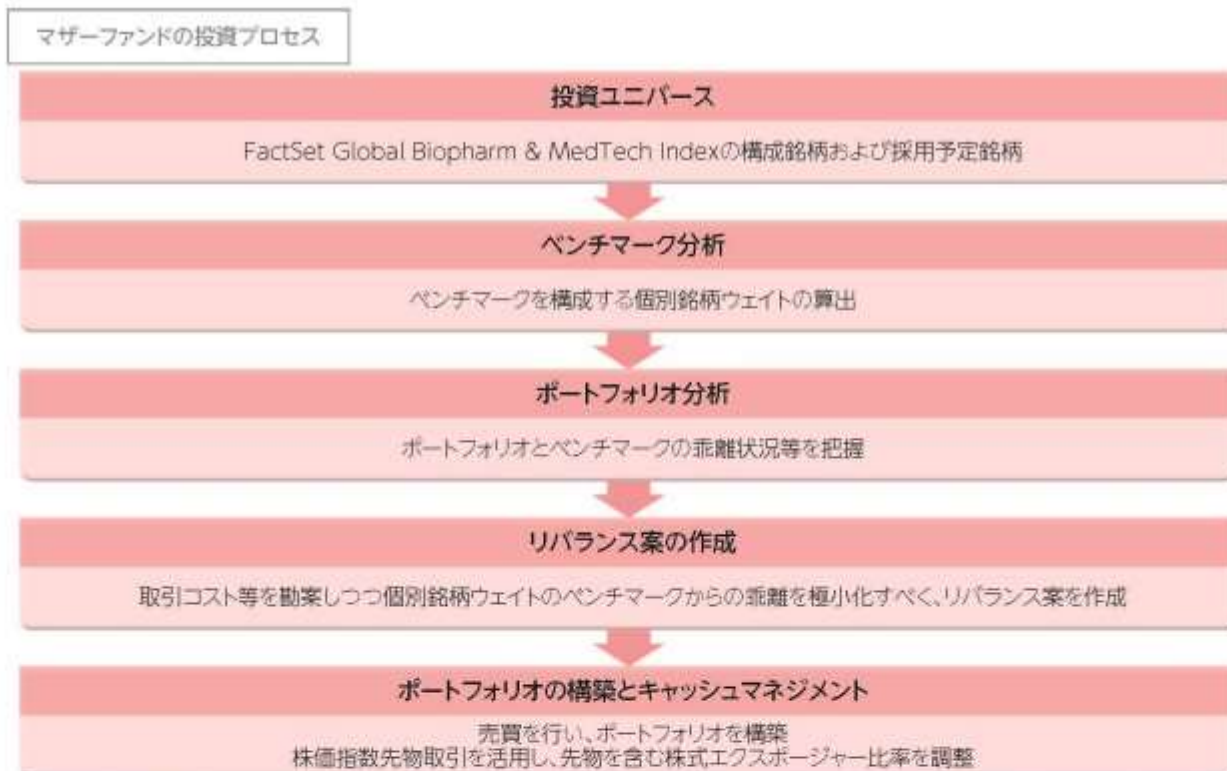 マザーファンドの投資プロセス
投資ユニバース
FactSet Global Biopharm & MedTech Indexの構成銘柄および採用予定銘柄
ベンチマーク分析
ベンチマークを構成する個別銘柄ウェイトの算出
ポートフォリオ分析
ポートフォリオとベンチマークの乖離状況等を把握
リバランス案の作成
取引コスト等を勘案しつつ個別銘柄ウェイトのベンチマークからの乖離を極小化すべく、リバランス案を作成
ポートフォリオの構築とキャッシュマネジメント
売買を行い、ポートフォリオを構築
株価指数先物取引を活用し、先物を含む株式エクスポージャー比率を調整